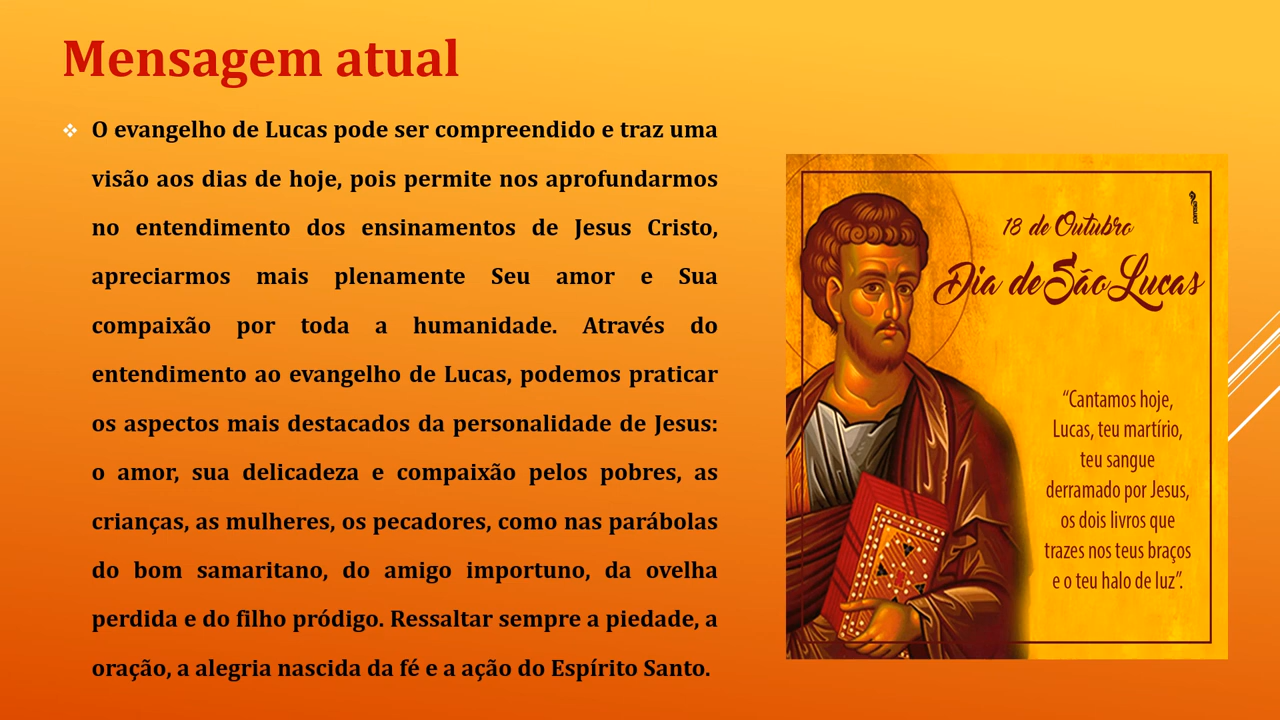 Mensagem atual
O evangelho de Lucas pode ser compreendido e traz uma
visão aos dias de hoje, pois permite nos aprofundarmos
no entendimento dos ensinamentos de Jesus Cristo,
apreciarmos mais plenamente Seu amor e Sua
compaixão por toda a humanidade. Através do
entendimento ao evangelho de Lucas, podemos praticar
os aspectos mais destacados da personalidade de Jesus:
o amor, sua delicadeza e compaixão pelos pobres, as
crianças, as mulheres, os pecadores, como nas parábolas
do bom samaritano, do amigo importuno, da ovelha
perdida e do filho pródigo. Ressaltar sempre a piedade, a
oração, a alegria nascida da fé e a ação do Espírito Santo.
18 de Outubro
Dia de São Lucas
“Cantamos hoje,
Lucas, teu martírio,
teu sangue
derramado por Jesus,
os dois livros que
trazes nos teus braços
e o teu halo de luz”.